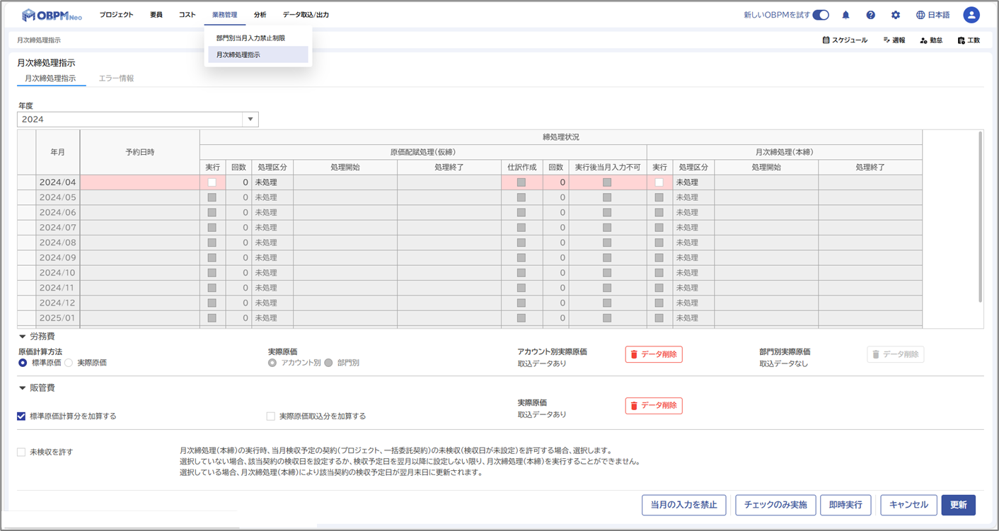 OBPM Neo プロジェクト 要員 コスト 業務管理 分析 データ取込/出力 新しいOBPMを試す 日本語
部門別当月入力禁止制限
月次締処理指示
月次締処理指示 スケジュール 週報 勤怠 工数
月次締処理指示
月次締処理指示 エラー情報
年度
2024
締処理状況
年月 予約日時 原価配賦処理(仮締) 月次締処理(本締)
実行 回数 処理区分 処理開始 処理終了 仕訳作成 回数 実行後当月入力不可 実行 処理区分 処理開始 処理終了
2024/04 0 未処理 0 未処理
2024/05 0 未処理 0 未処理
2024/06 0 未処理 0 未処理
2024/07 0 未処理 0 未処理
2024/08 0 未処理 0 未処理
2024/09 0 未処理 0 未処理
2024/10 0 未処理 0 未処理
2024/11 0 未処理 0 未処理
2024/12 0 未処理 0 未処理
2025/01 0 未処理 0 未処理
労務費
原価計算方法 実際原価 アカウント別実際原価 データ削除 部門別実際原価 データ削除
標準原価 実際原価 アカウント別 部門別 取込データあり 取込データなし
販管費
実際原価 データ削除
標準原価計算分を加算する 実際原価取込分を加算する 取込データあり
未検収を許す 月次締処理(本締)の実行時、当月検収予定の契約(プロジェクト、一括委託契約)の未検収(検収日が未設定)を許可する場合、選択します。
選択していない場合、該当契約の検収日を設定するか、検収予定日を翌月以降に設定しない限り、月次締処理(本締)を実行することができません。
選択している場合、月次締処理(本締)により該当契約の検収予定日が翌月末日に更新されます。
当月の入力を禁止 チェックのみ実施 即時実行 キャンセル 更新